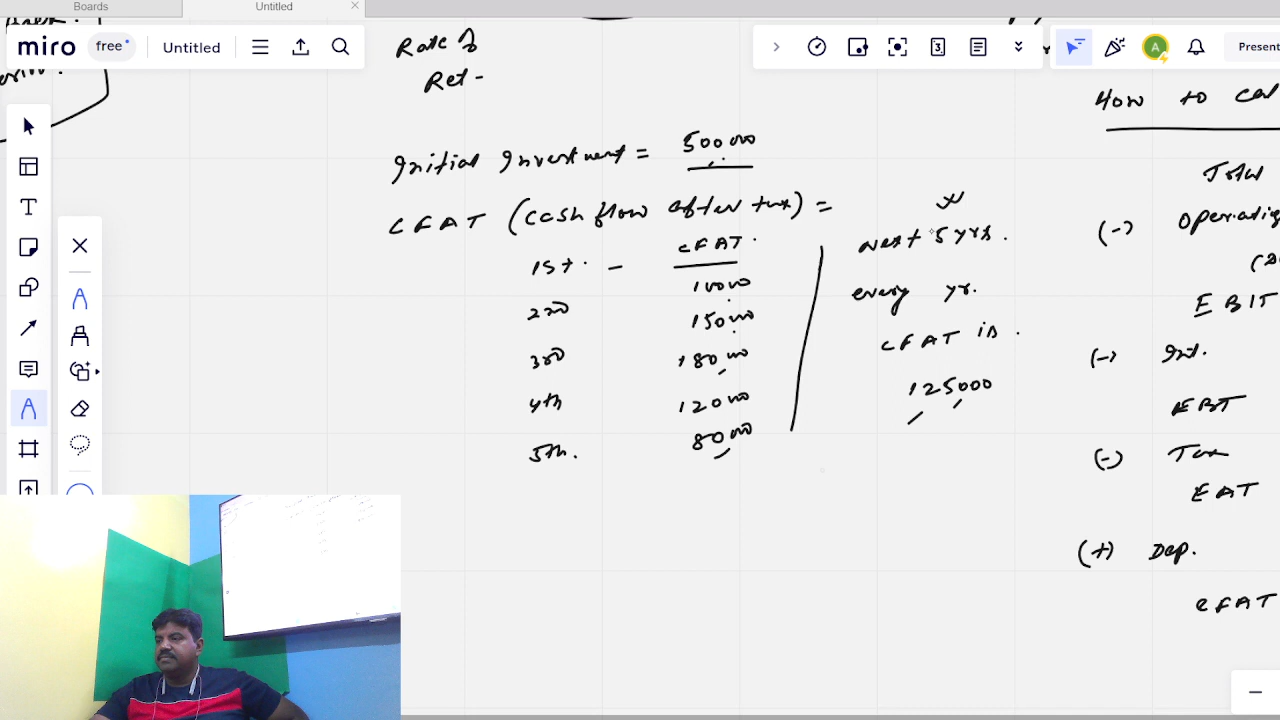 Boards
Untitled
miro free Untitled
3
A
Present
Rate of
Ret -
Initial Investment = 500000
CFAT (Cash flow after tax) =
CFAT.
1st. - 100000
2nd 150000
3rd 180000
4th 120000
5th. 80000
next 5 yrs.
every yr.
CFAT is.
125000
How to Cal
Total
(-) Operating
EBIT
(-) Int.
EBT
(-) Tax
EAT
(+) Dep.
CFAT